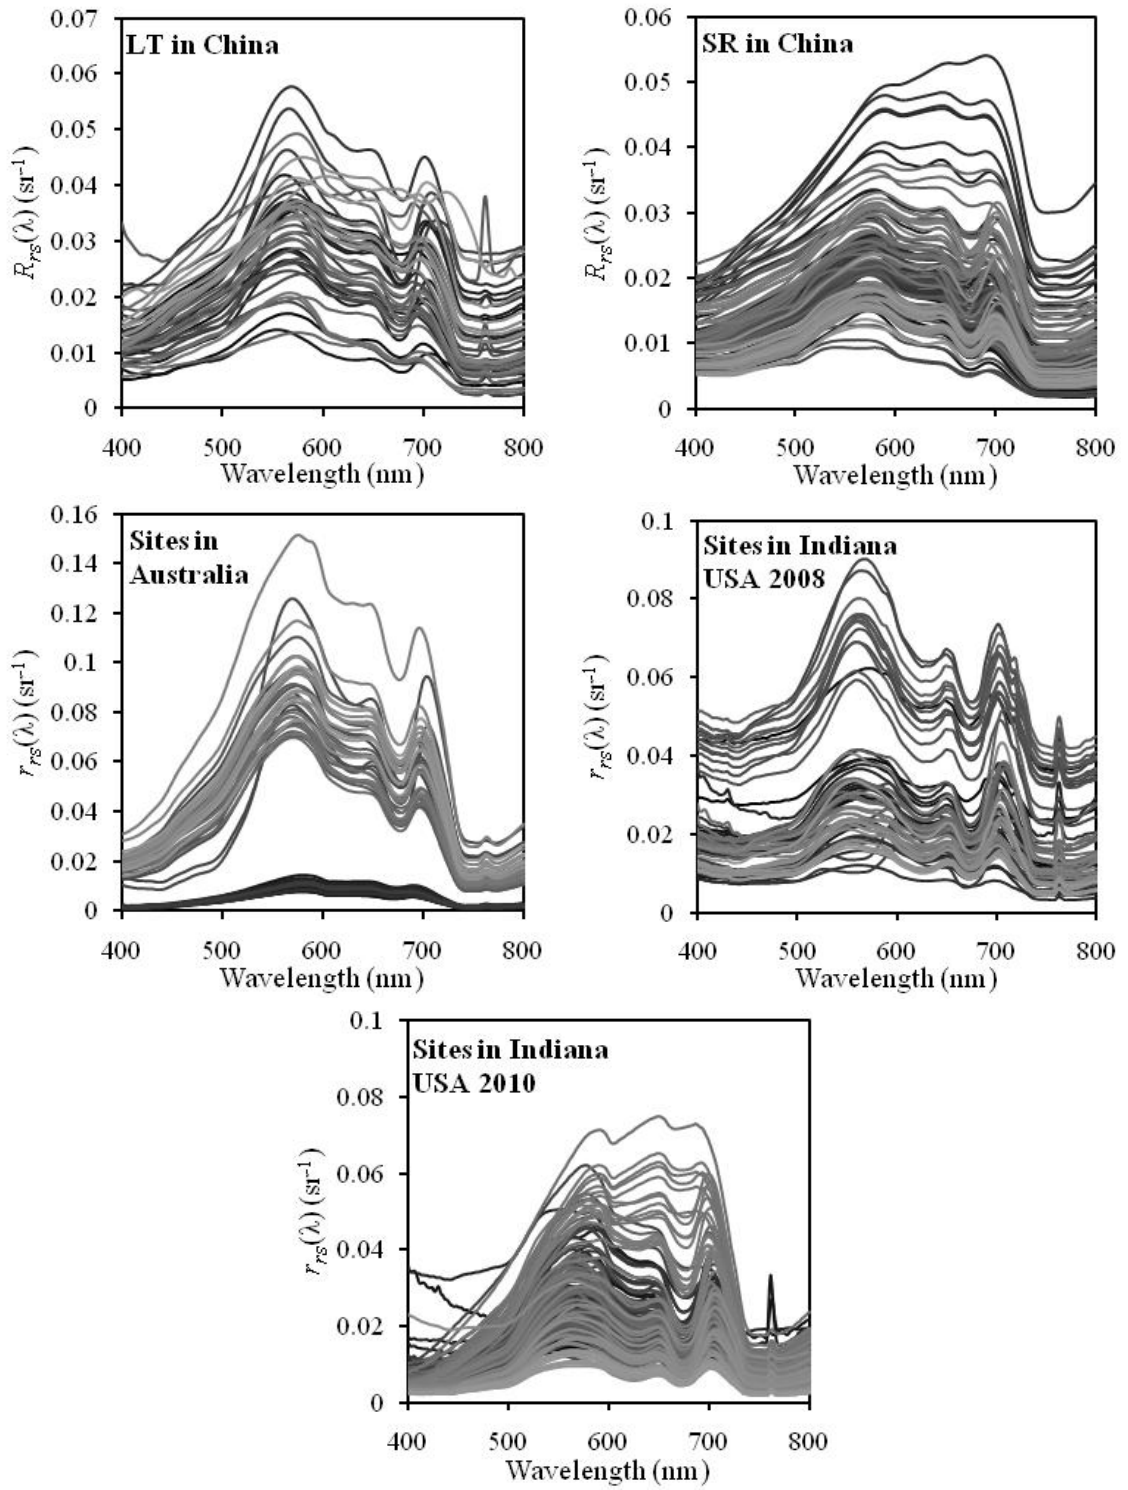 LT in China
0.07
0.06
0.05
0.04
0.03
0.02
0.01
0
Rrs(λ) (sr⁻¹)
400 500 600 700 800
Wavelength (nm)
SR in China
0.06
0.05
0.04
0.03
0.02
0.01
0
Rrs(λ) (sr⁻¹)
400 500 600 700 800
Wavelength (nm)
Sites in
Australia
0.16
0.14
0.12
0.1
0.08
0.06
0.04
0.02
0
rrs(λ) (sr⁻¹)
400 500 600 700 800
Wavelength (nm)
Sites in Indiana
USA 2008
0.1
0.08
0.06
0.04
0.02
0
rrs(λ) (sr⁻¹)
400 500 600 700 800
Wavelength (nm)
Sites in Indiana
USA 2010
0.1
0.08
0.06
0.04
0.02
0
rrs(λ) (sr⁻¹)
400 500 600 700 800
Wavelength (nm)